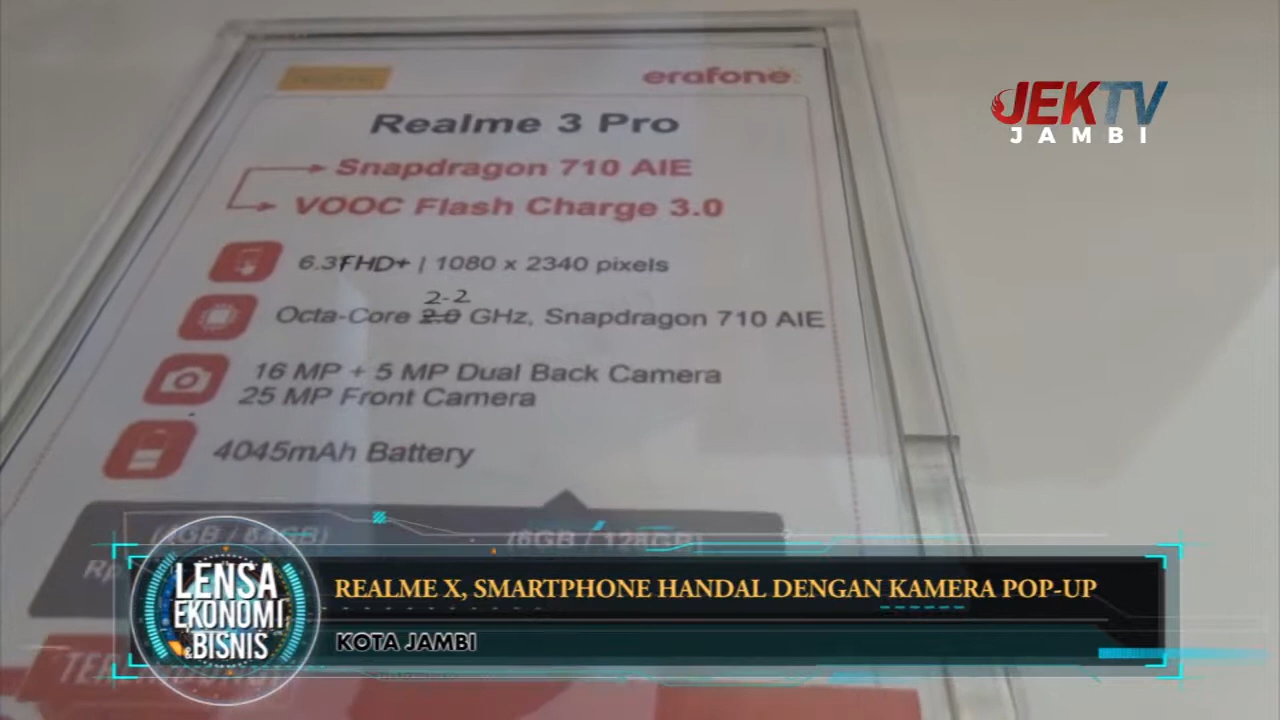 erafone
JEKTV
JAMBI
Realme 3 Pro
Snapdragon 710 AIE
VOOC Flash Charge 3.0
6.3 FHD+ | 1080 x 2340 pixels
2-2
Octa-Core 2.0 GHz, Snapdragon 710 AIE
16 MP + 5 MP Dual Back Camera
25 MP Front Camera
4045mAh Battery
(4GB / 64GB) (6GB / 128GB)
Rp
LENSA
EKONOMI
&BISNIS
REALME X, SMARTPHONE HANDAL DENGAN KAMERA POP-UP
KOTA JAMBI